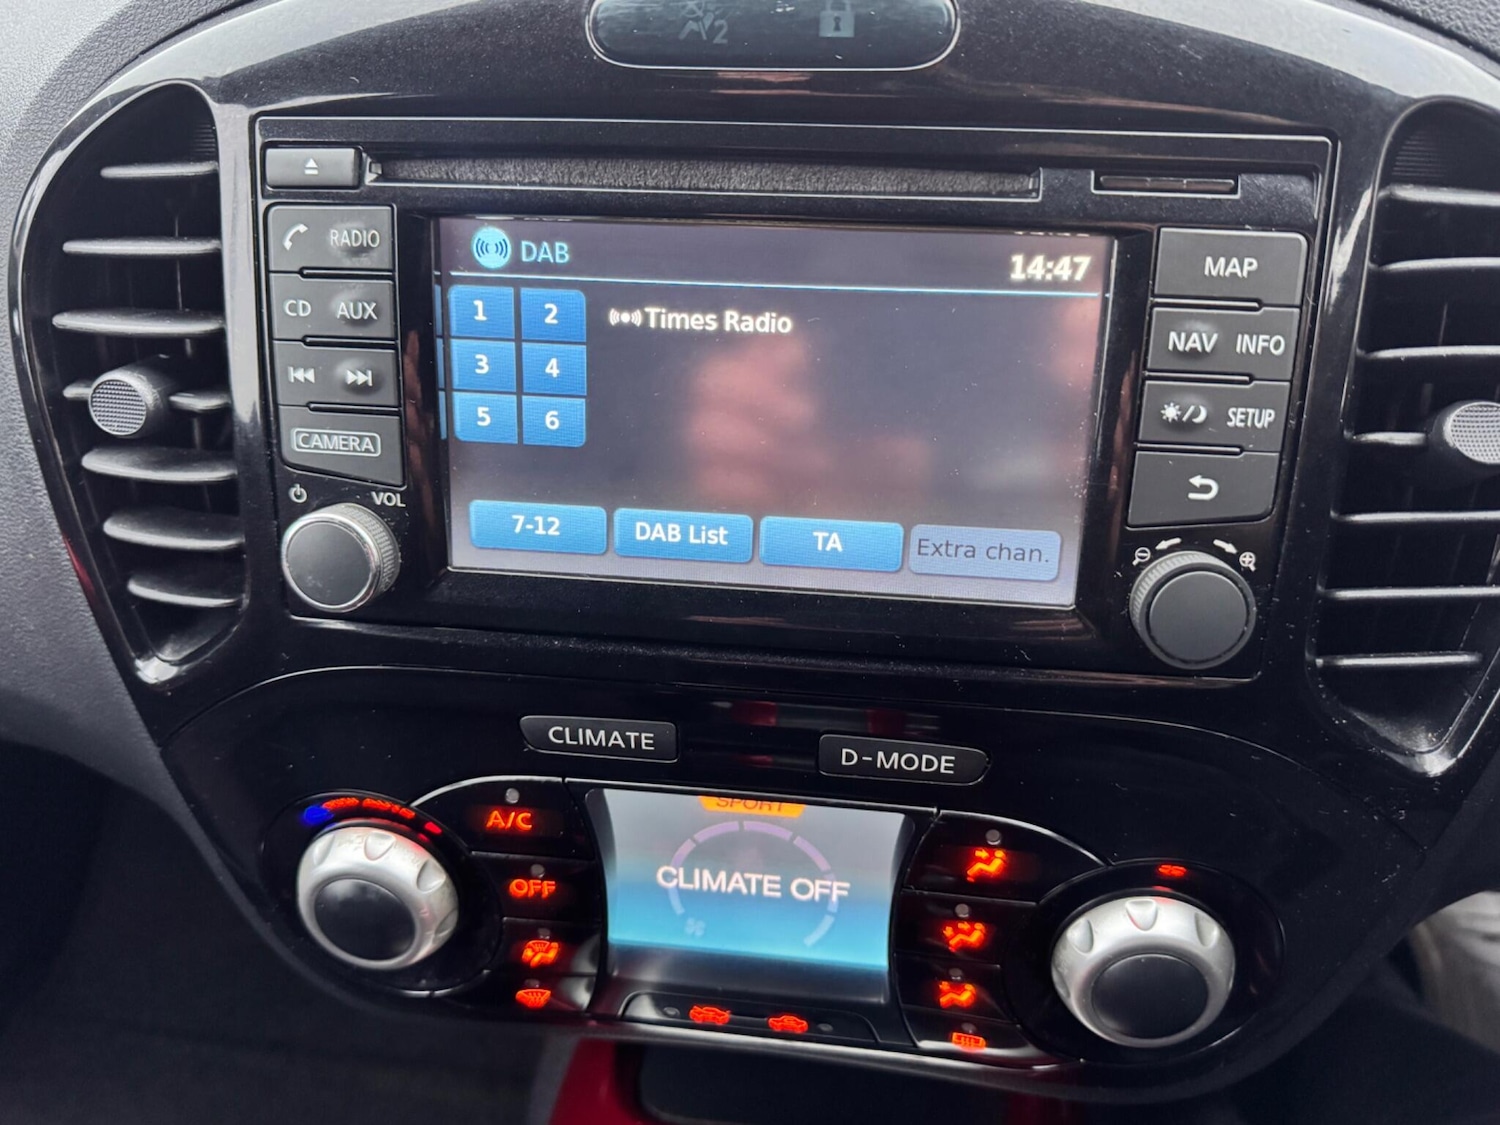 2
RADIO
CD AUX
CAMERA
VOL
DAB
14:47
1 2
3 4
5 6
Times Radio
7-12
DAB List
TA
Extra chan.
MAP
NAV INFO
SETUP
CLIMATE
D-MODE
A/C
OFF
SPORT
CLIMATE OFF